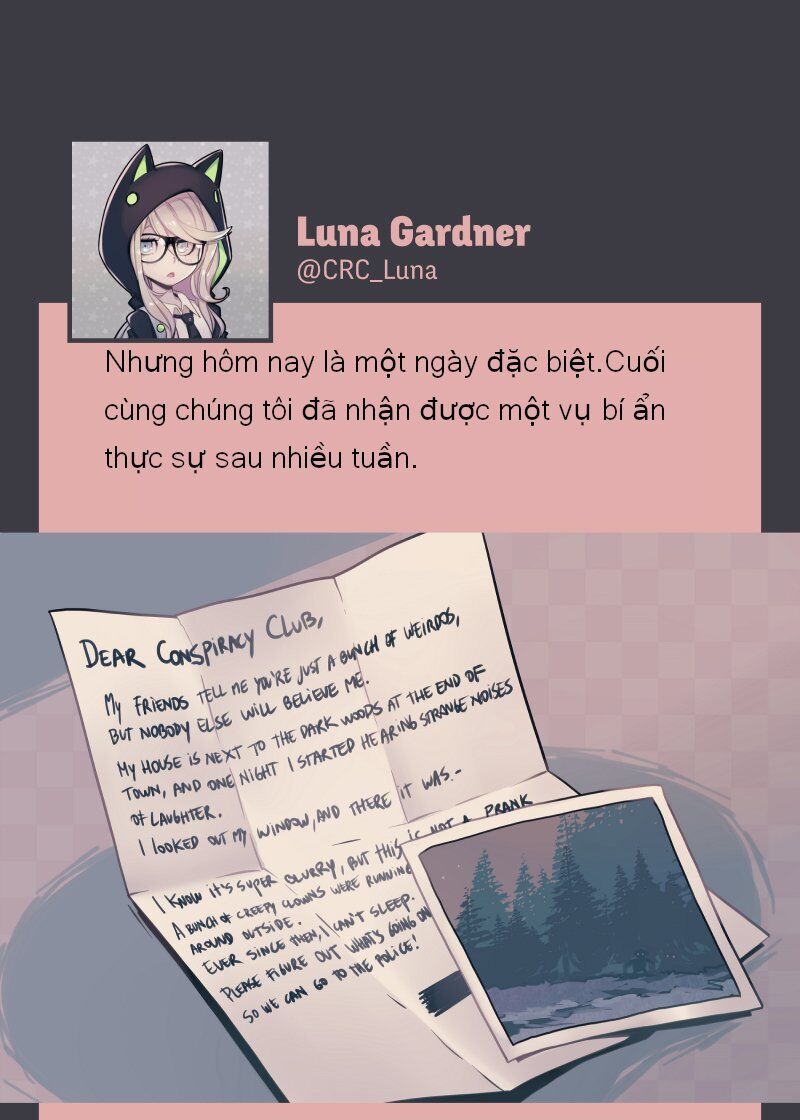 Luna Gardner
@CRC_Luna
Nhưng hôm nay là một ngày đặc biệt.Cuối
cùng chúng tôi đã nhận được một vụ bí ẩn
thực sự sau nhiều tuần.
DEAR CONSPIRACY CLUB,
MY FRIENDS TELL ME YOU'RE JUST A BUNCH OF WEIRDOS,
BUT NOBODY ELSE WILL BELIEVE ME.
MY HOUSE IS NEXT TO THE DARK WOODS AT THE END OF
TOWN, AND ONE NIGHT I STARTED HEARING STRANGE NOISES
OF LAUGHTER.
I LOOKED OUT MY WINDOW, AND THERE IT WAS.-
I KNOW IT'S SUPER BLURRY, BUT THIS IS NOT A PRANK
A BUNCH OF CREEPY CLOWNS WERE RUNNING
AROUND OUTSIDE.
EVER SINCE THEN, I CAN'T SLEEP.
PLEASE FIGURE OUT WHAT'S GOING ON
SO WE CAN GO TO THE POLICE!